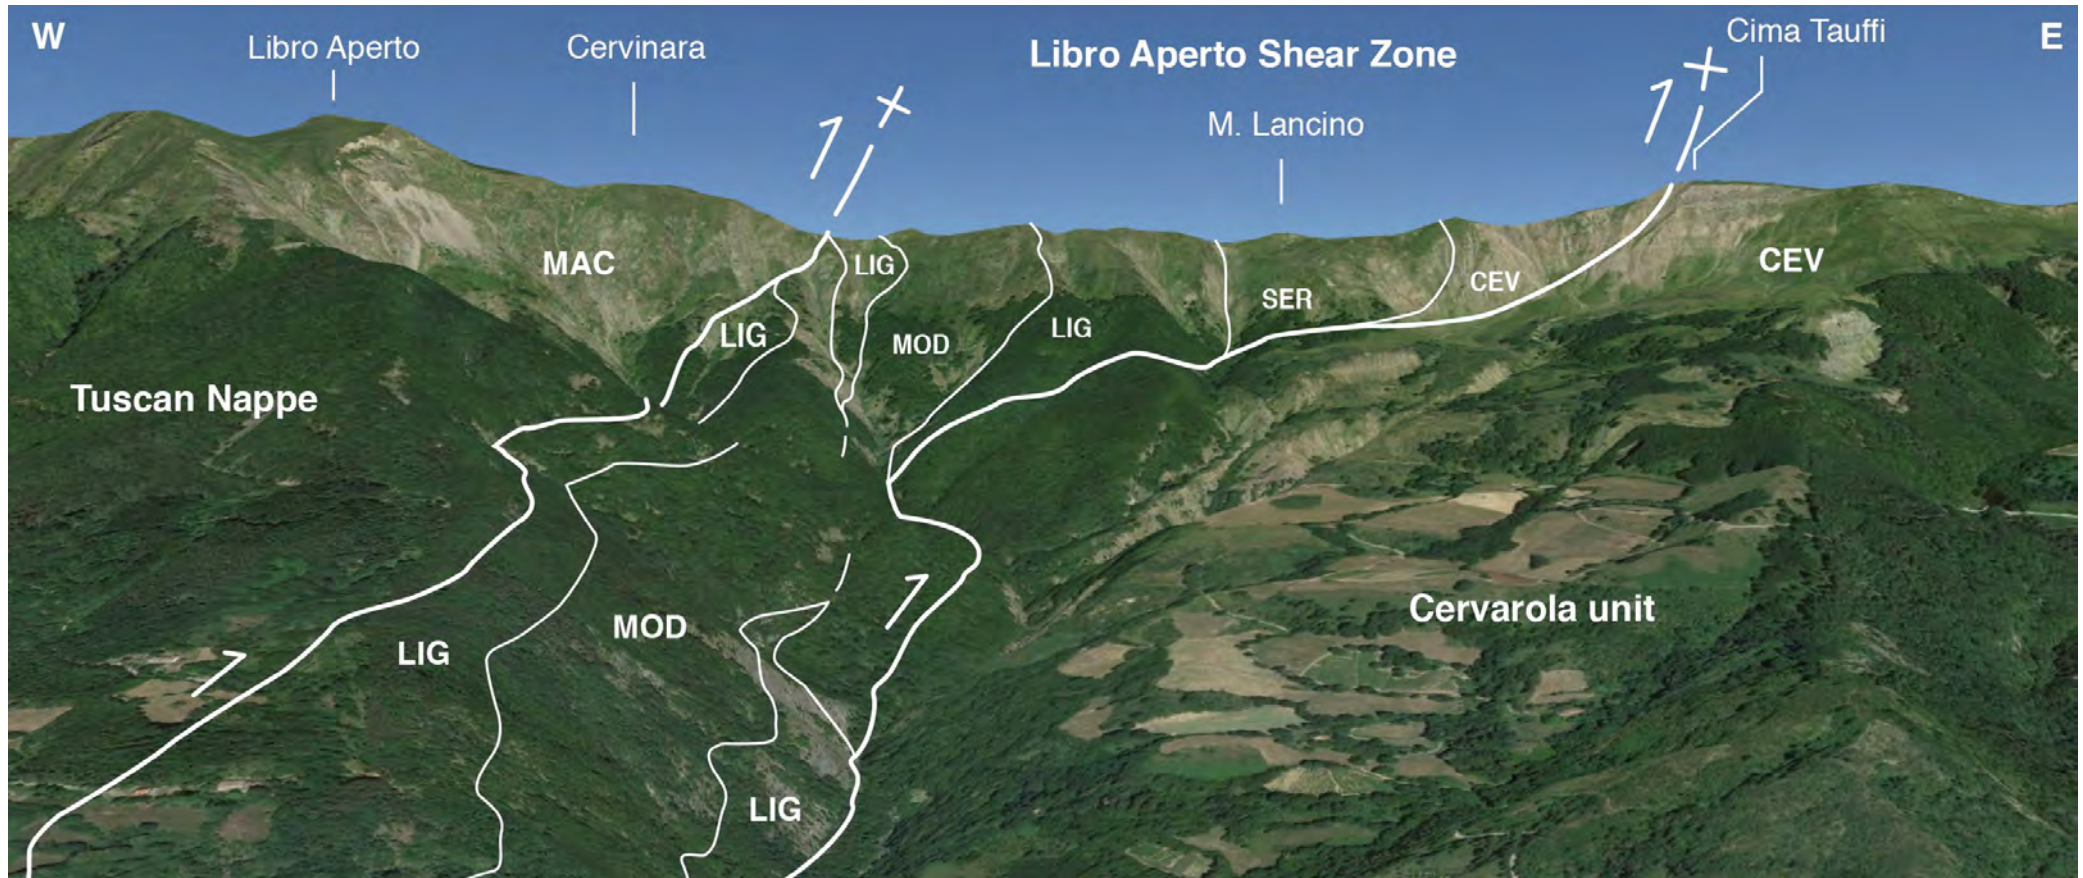 W
Libro Aperto
Cervinara
Libro Aperto Shear Zone
M. Lancino
Cima Tauffi
E
MAC
LIG
LIG
MOD
LIG
SER
CEV
CEV
Tuscan Nappe
LIG
MOD
LIG
Cervarola unit